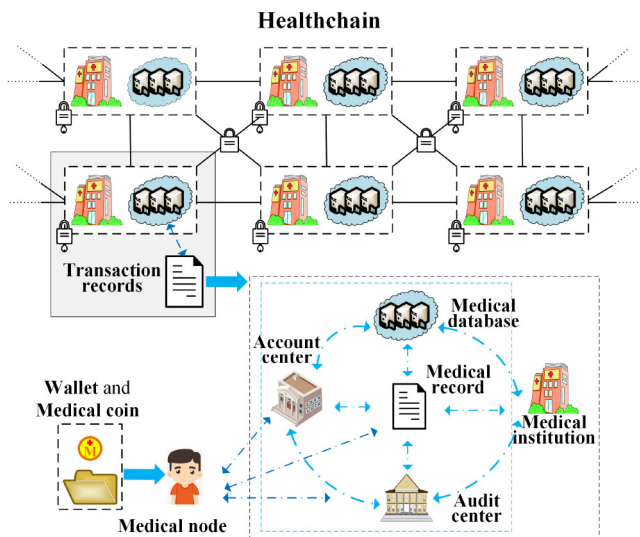 Healthchain
Transaction
records
Medical
database
Account
center
Medical
record
Wallet and
Medical coin
M
Medical
institution
Medical node
Audit
center